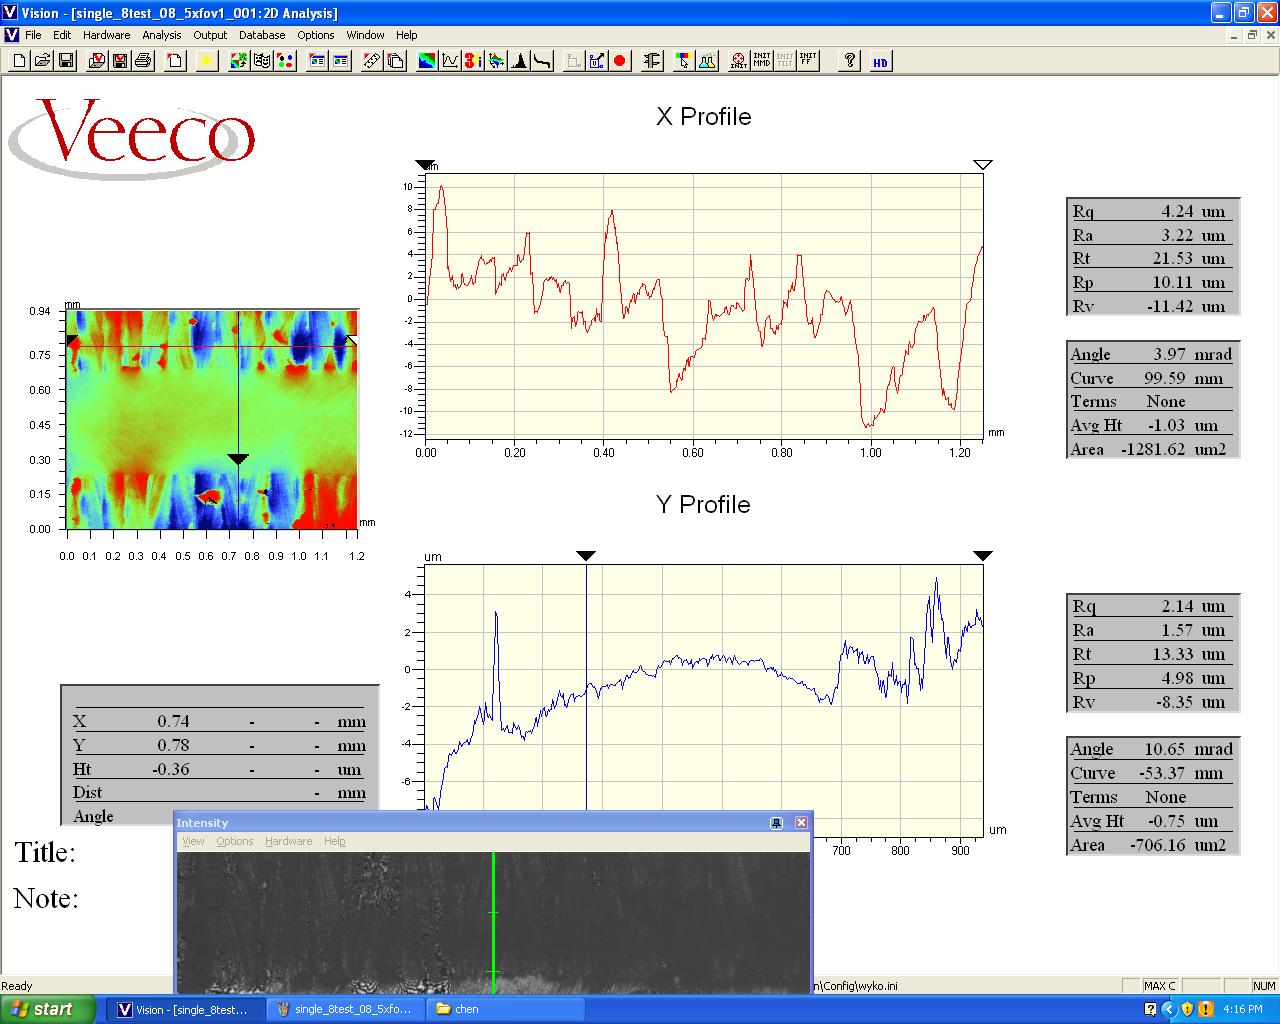 Vision - [single_8test_08_5xfov1_001:2D Analysis]
File Edit Hardware Analysis Output Database Options Window Help
INIT INIT MMD INIT TILT INIT FF ? HD
Veeco
X Profile
um
10
8
6
4
2
0
-2
-4
-6
-8
-10
-12
mm
0.00 0.20 0.40 0.60 0.80 1.00 1.20
Rq 4.24 um
Ra 3.22 um
Rt 21.53 um
Rp 10.11 um
Rv -11.42 um
Angle 3.97 mrad
Curve 99.59 mm
Terms None
Avg Ht -1.03 um
Area -1281.62 um2
mm
0.94
0.75
0.60
0.45
0.30
0.15
0.00
mm
0.0 0.1 0.2 0.3 0.4 0.5 0.6 0.7 0.8 0.9 1.0 1.1 1.2
Y Profile
um
4
2
0
-2
-4
-6
um
700 800 900
Rq 2.14 um
Ra 1.57 um
Rt 13.33 um
Rp 4.98 um
Rv -8.35 um
Angle 10.65 mrad
Curve -53.37 mm
Terms None
Avg Ht -0.75 um
Area -706.16 um2
X 0.74 - - mm
Y 0.78 - - mm
Ht -0.36 - - um
Dist - mm
Angle
Title:
Note:
Intensity
View Options Hardware Help
Ready
n\Config\wyko.ini
MAX C
NUM
start
Vision - [single_8test...
single_8test_08_5xfo...
chen
4:16 PM